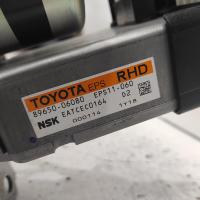 TOYOTA EPS RHD
89650-06080 EPS11-060
NSK EATCEC0164 02
000114 1Y18